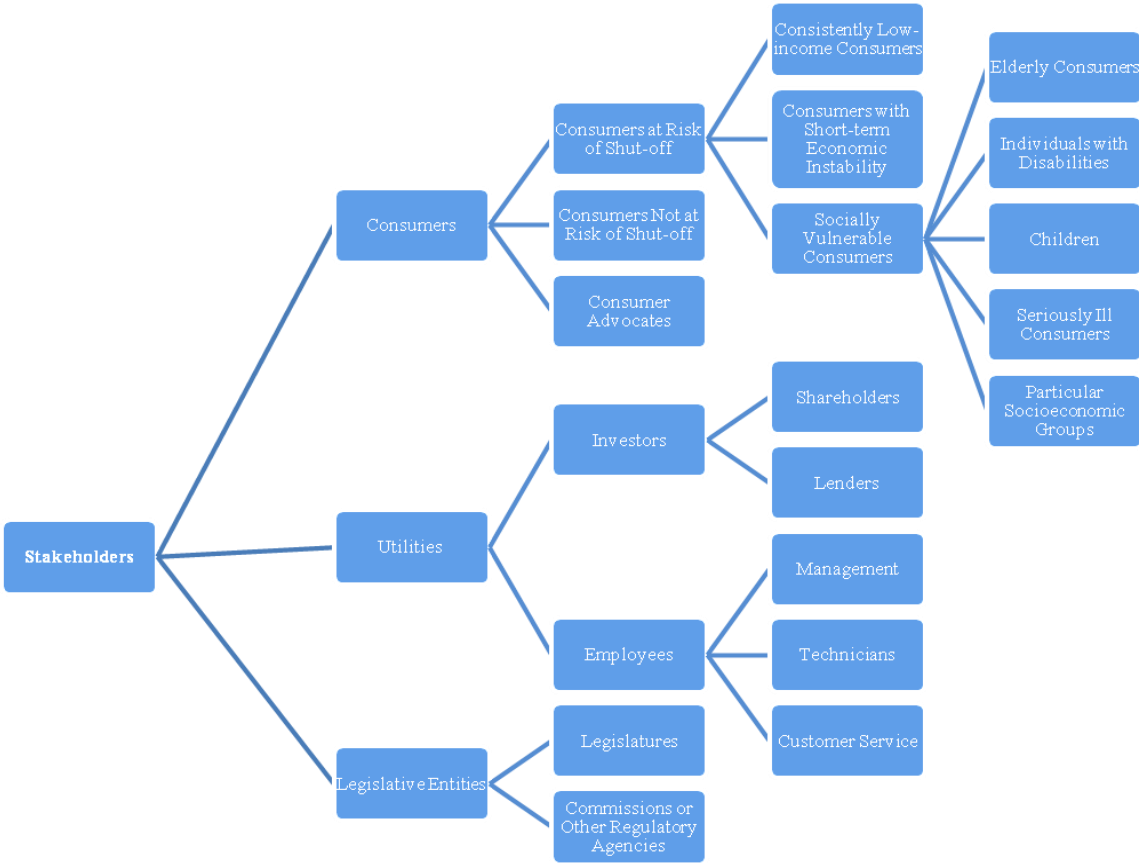 Stakeholders
Consumers
Consumers at Risk
of Shut-off
Consistently Low-
income Consumers
Consumers with
Short-term
Economic
Instability
Socially
Vulnerable
Consumers
Elderly Consumers
Individuals with
Disabilities
Children
Seriously Ill
Consumers
Particular
Socioeconomic
Groups
Consumers Not at
Risk of Shut-off
Consumer
Advocates
Utilities
Investors
Shareholders
Lenders
Employees
Management
Technicians
Customer Service
Legislative Entities
Legislatures
Commissions or
Other Regulatory
Agencies